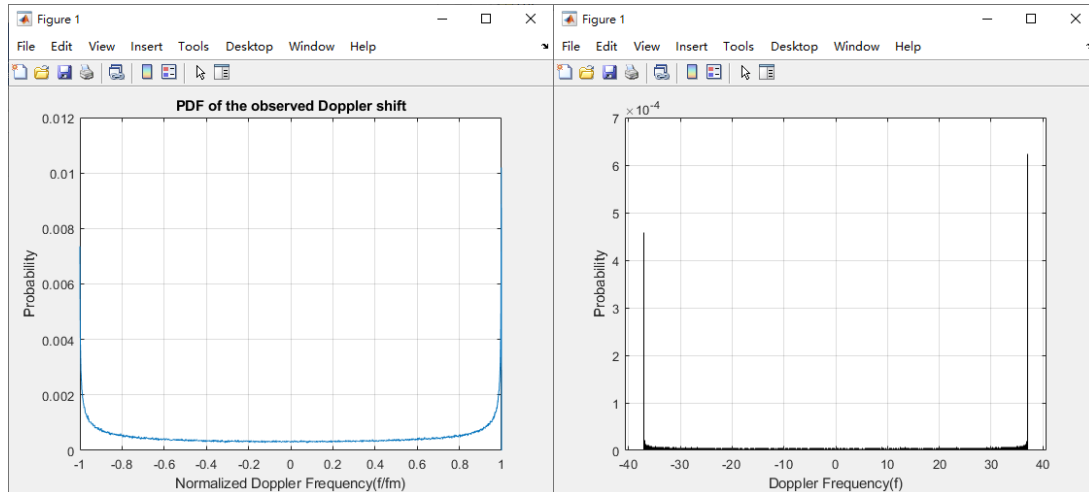 Figure 1
File Edit View Insert Tools Desktop Window Help
PDF of the observed Doppler shift
0.012
0.01
0.008
0.006
0.004
0.002
0
Probability
-1 -0.8 -0.6 -0.4 -0.2 0 0.2 0.4 0.6 0.8 1
Normalized Doppler Frequency(f/fm)
Figure 1
File Edit View Insert Tools Desktop Window Help
×10⁻⁴
7
6
5
4
3
2
1
0
Probability
-40 -30 -20 -10 0 10 20 30 40
Doppler Frequency(f)